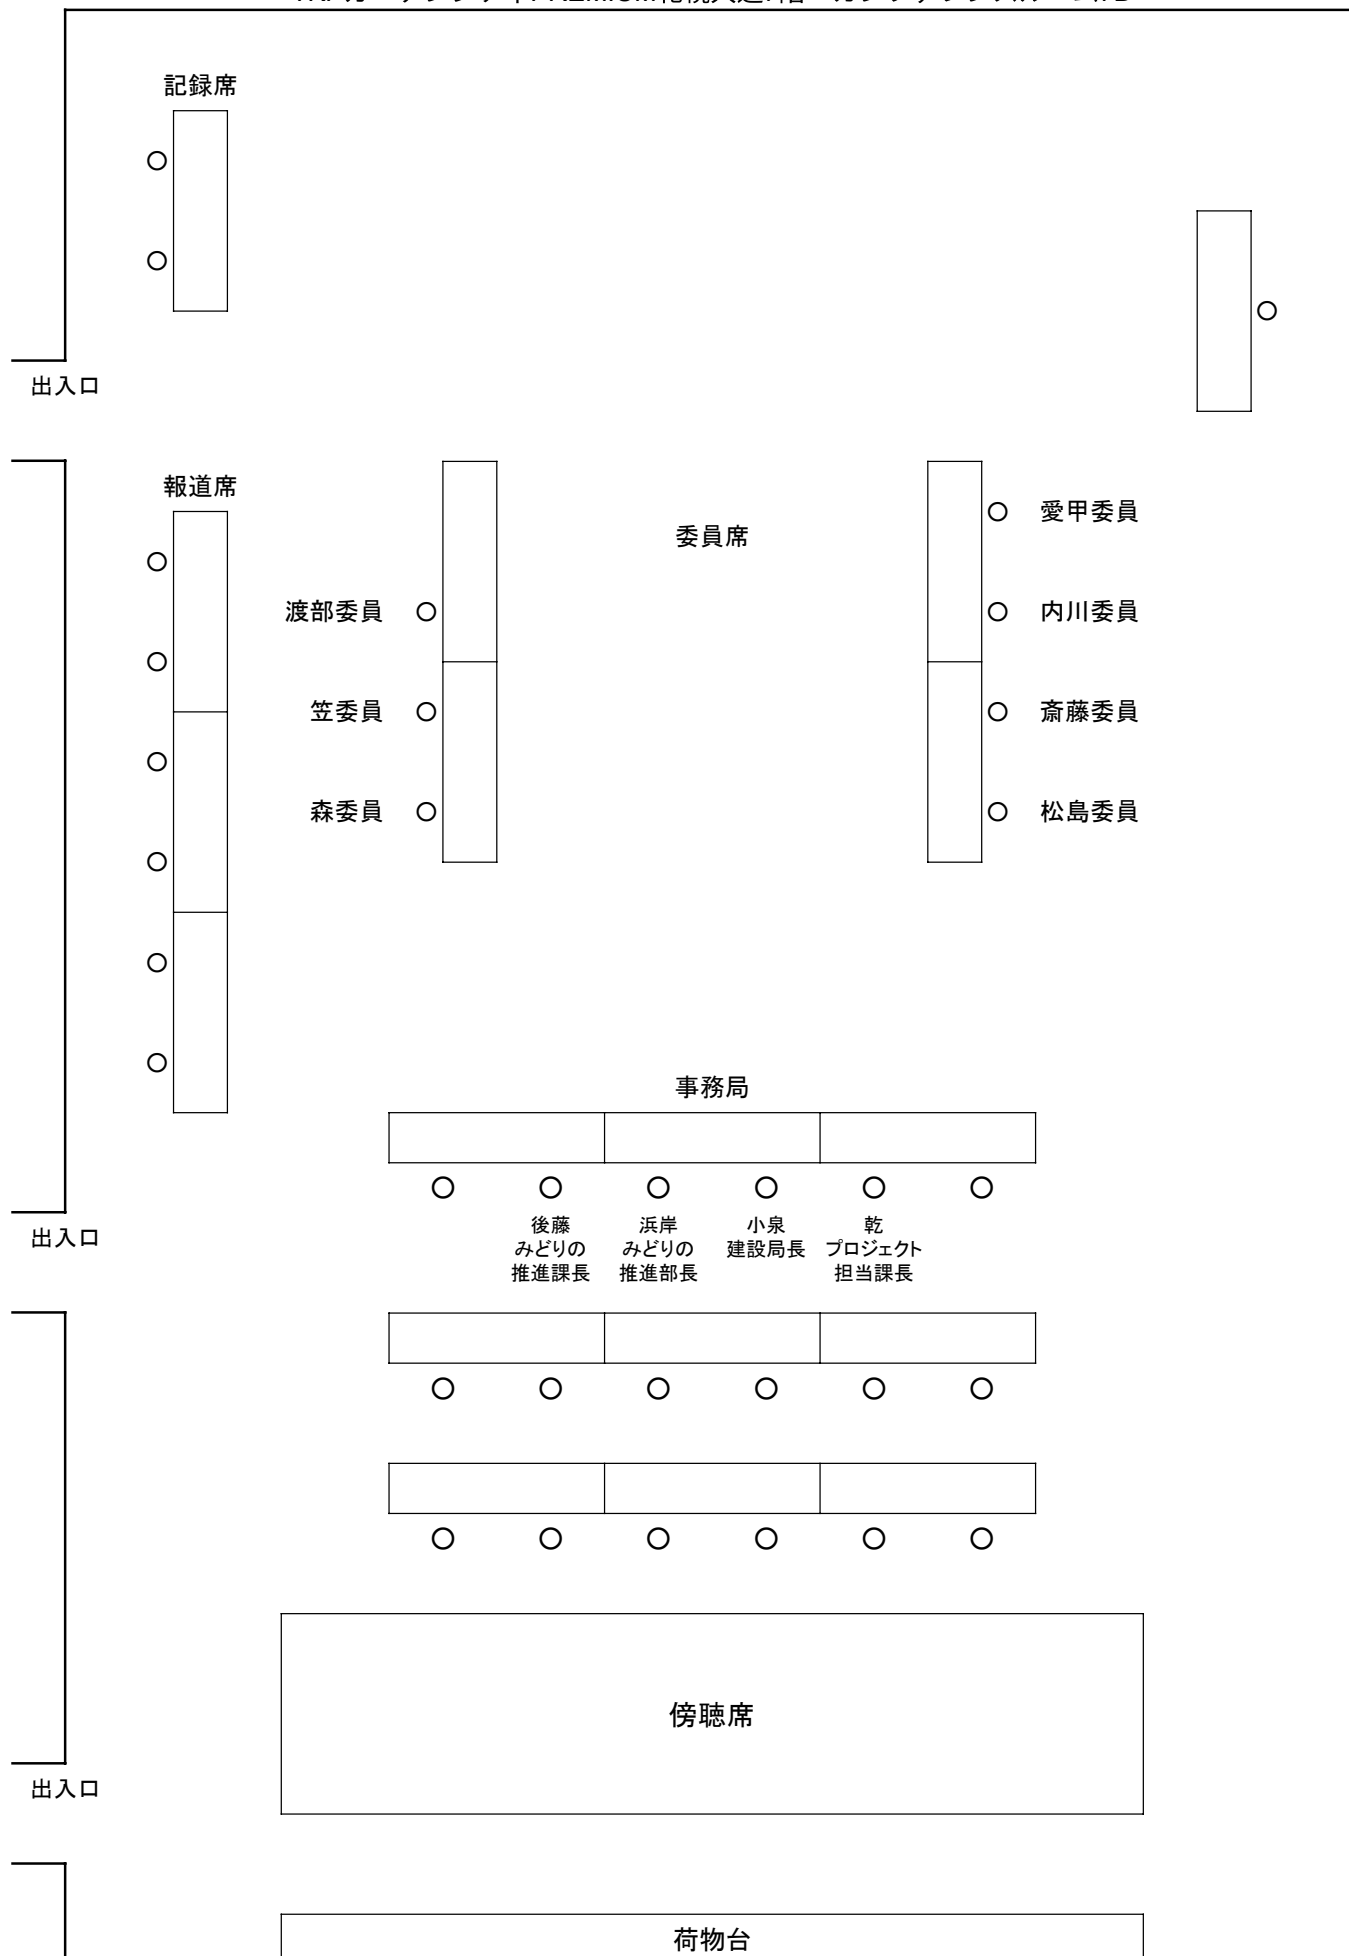 記録席
出入口
報道席
委員席
愛甲委員
渡部委員
内川委員
笠委員
斎藤委員
森委員
松島委員
事務局
後藤
みどりの
推進課長
浜岸
みどりの
推進部長
小泉
建設局長
乾
プロジェクト
担当課長
出入口
傍聴席
出入口
荷物台